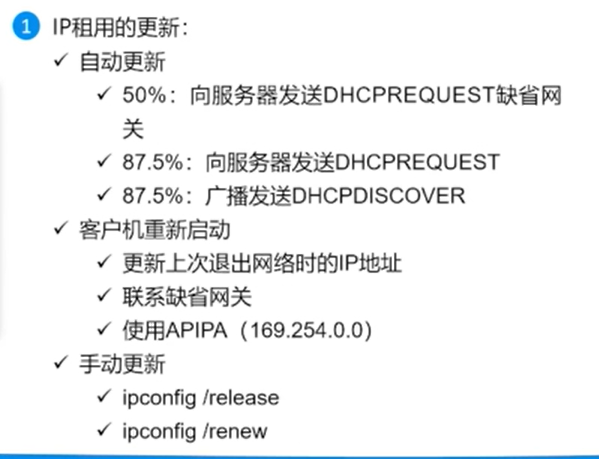 1 IP租用的更新:
✓ 自动更新
✓ 50%: 向服务器发送DHCPREQUEST缺省网
关
✓ 87.5%: 向服务器发送DHCPREQUEST
✓ 87.5%: 广播发送DHCPDISCOVER
✓ 客户机重新启动
✓ 更新上次退出网络时的IP地址
✓ 联系缺省网关
✓ 使用APIPA（169.254.0.0）
✓ 手动更新
✓ ipconfig /release
✓ ipconfig /renew